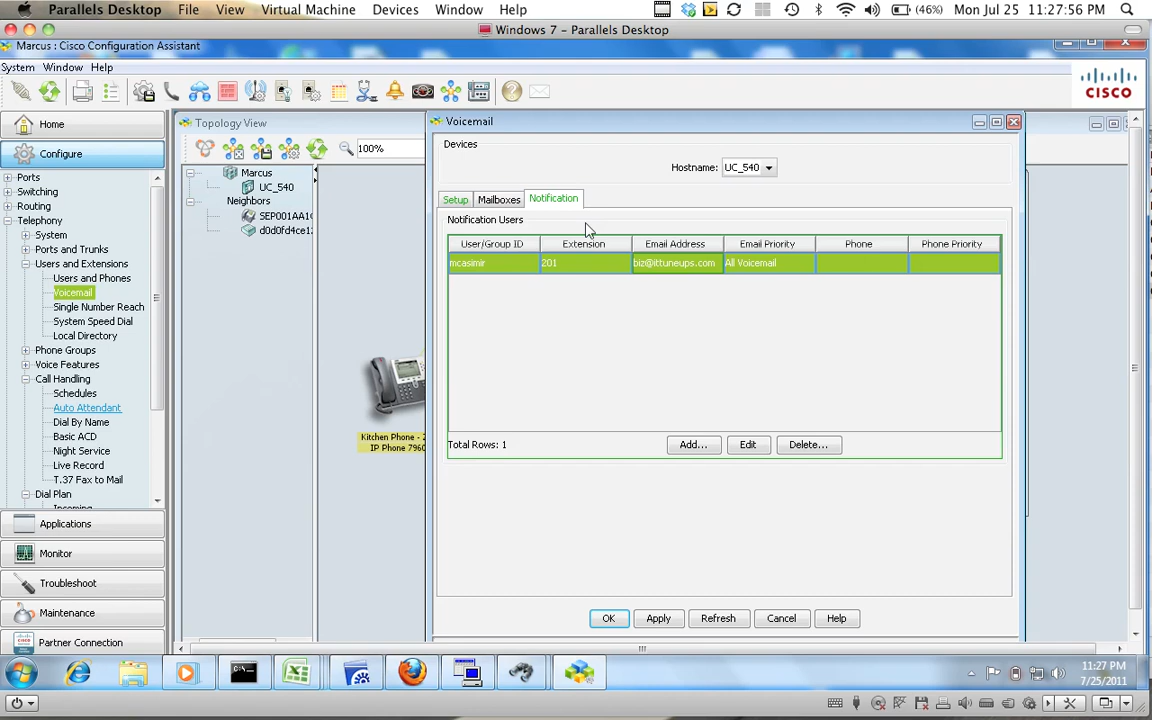 Parallels Desktop File View Virtual Machine Devices Window Help (46%) Mon Jul 25 11:27:56 PM
Windows 7 – Parallels Desktop
Marcus : Cisco Configuration Assistant
System Window Help
CISCO
Home
Configure
Ports
Switching
Routing
Telephony
System
Ports and Trunks
Users and Extensions
Users and Phones
Voicemail
Single Number Reach
System Speed Dial
Local Directory
Phone Groups
Voice Features
Call Handling
Schedules
Auto Attendant
Dial By Name
Basic ACD
Night Service
Live Record
T.37 Fax to Mail
Dial Plan
Incoming
Applications
Monitor
Troubleshoot
Maintenance
Partner Connection
Topology View
100%
Marcus
UC_540
Neighbors
SEP001AA1
d0d0fd4ce12
Kitchen Phone - 2
IP Phone 7960
Voicemail
Devices
Hostname: UC_540
Setup Mailboxes Notification
Notification Users
User/Group ID Extension Email Address Email Priority Phone Phone Priority
mcasimir 201 biz@ittuneups.com All Voicemail
Total Rows: 1 Add... Edit Delete...
OK Apply Refresh Cancel Help
11:27 PM
7/25/2011